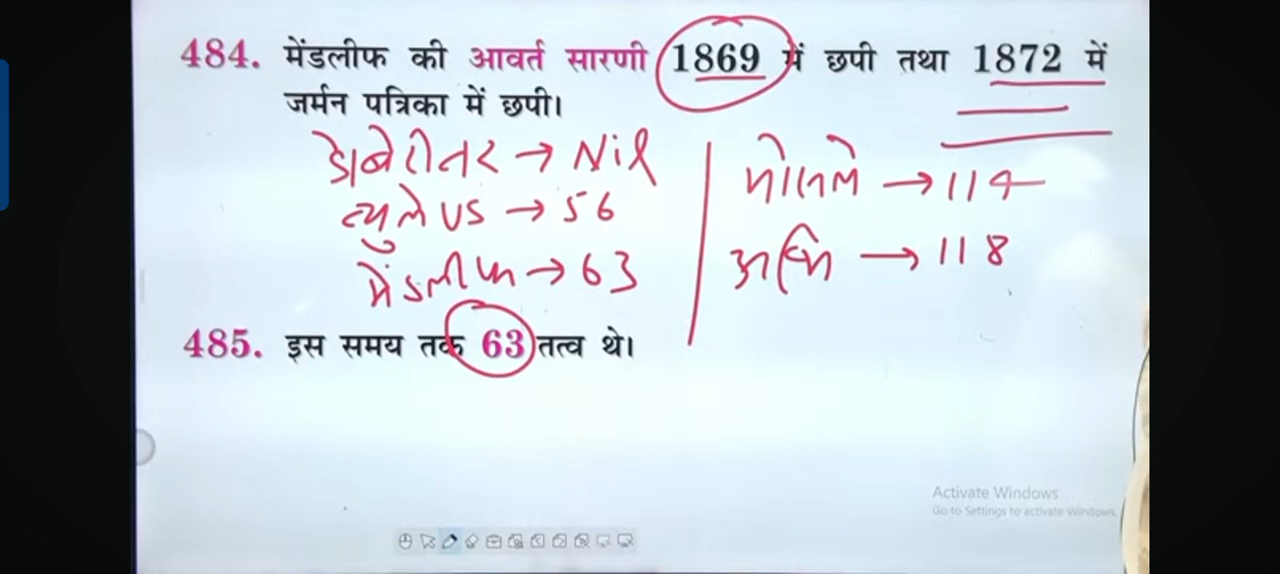 484. मेंडलीफ की आवर्त सारणी 1869 में छपी तथा 1872 में
जर्मन पत्रिका में छपी।
डोबेरीनर → Nil
न्युलेण्डS → 56
मेंडलीफ → 63
मोजले → 114
→ 118
485. इस समय तक 63 तत्व थे।
Activate Windows
Go to Settings to activate Windows.